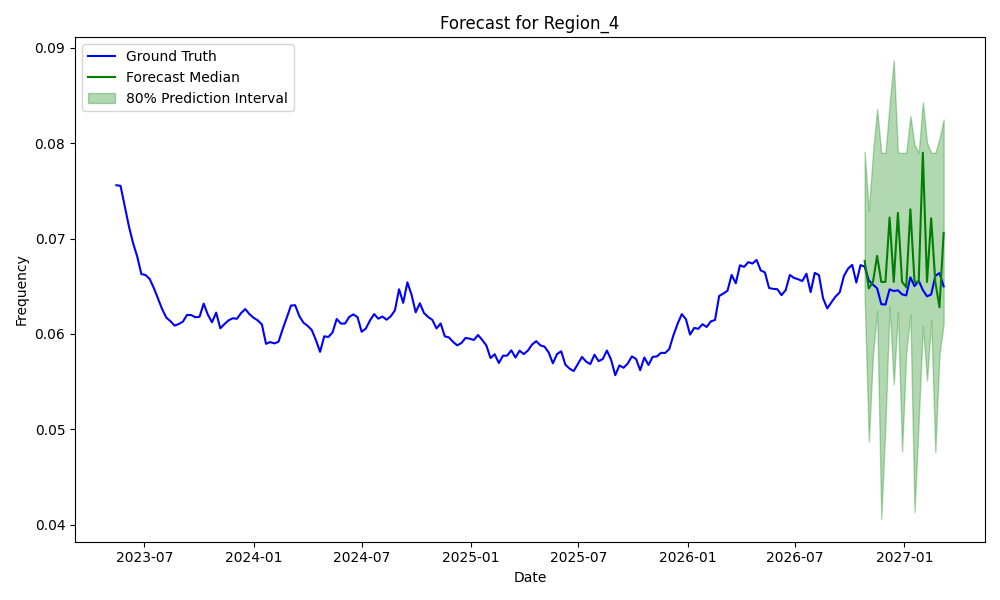 Forecast for Region_4
Ground Truth
Forecast Median
80% Prediction Interval
0.09
0.08
0.07
0.06
0.05
0.04
Frequency
2023-07
2024-01
2024-07
2025-01
2025-07
2026-01
2026-07
2027-01
Date